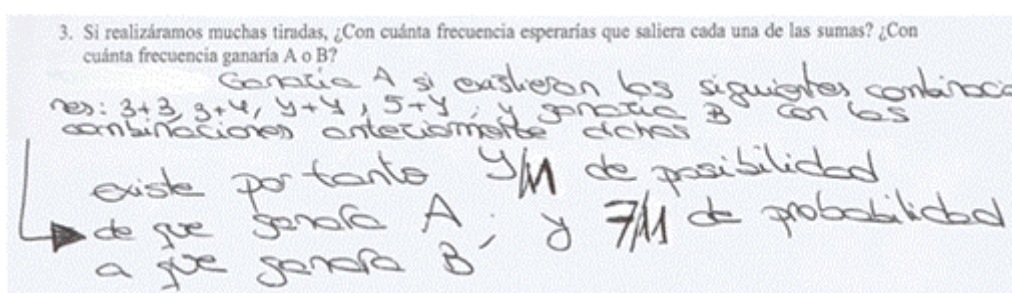 3. Si realizáramos muchas tiradas, ¿Con cuánta frecuencia esperarías que saliera cada una de las sumas? ¿Con
cuánta frecuencia ganaría A o B?
Ganaría A si existieran las siguientes combinacio
nes: 3+3, 3+4, 4+4, 5+4; y ganaría B con las
combinaciones anteriormente dichas
existe por tanto 4/11 de posibilidad
de que ganara A; y 7/11 de probabilidad
a que ganara B